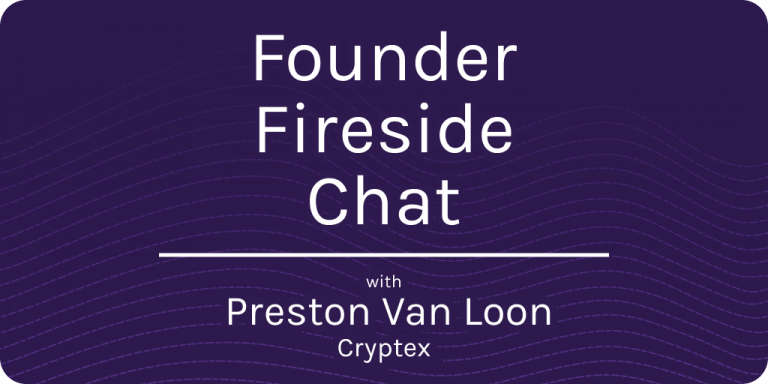 Founder
Fireside
Chat
with
Preston Van Loon
Cryptex